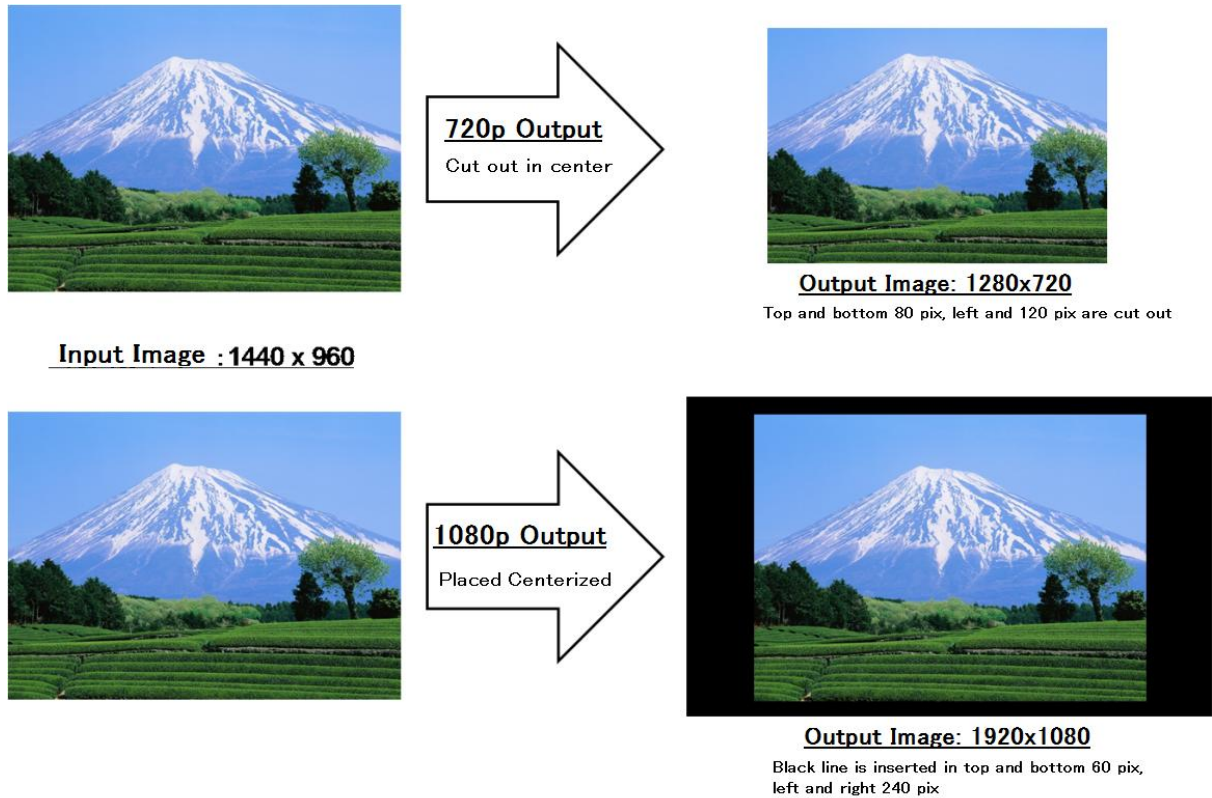 720p Output
Cut out in center
Output Image: 1280x720
Top and bottom 80 pix, left and 120 pix are cut out
Input Image : 1440 x 960
1080p Output
Placed Centerized
Output Image: 1920x1080
Black line is inserted in top and bottom 60 pix,
left and right 240 pix